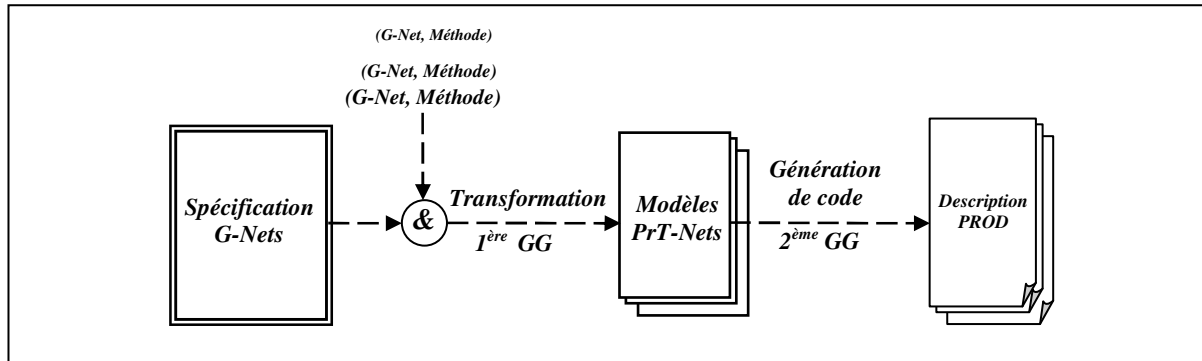 (G-Net, Méthode)
(G-Net, Méthode)
(G-Net, Méthode)
Spécification
G-Nets
&
Transformation
1ère GG
Modèles
PrT-Nets
Génération
de code
2ème GG
Description
PROD